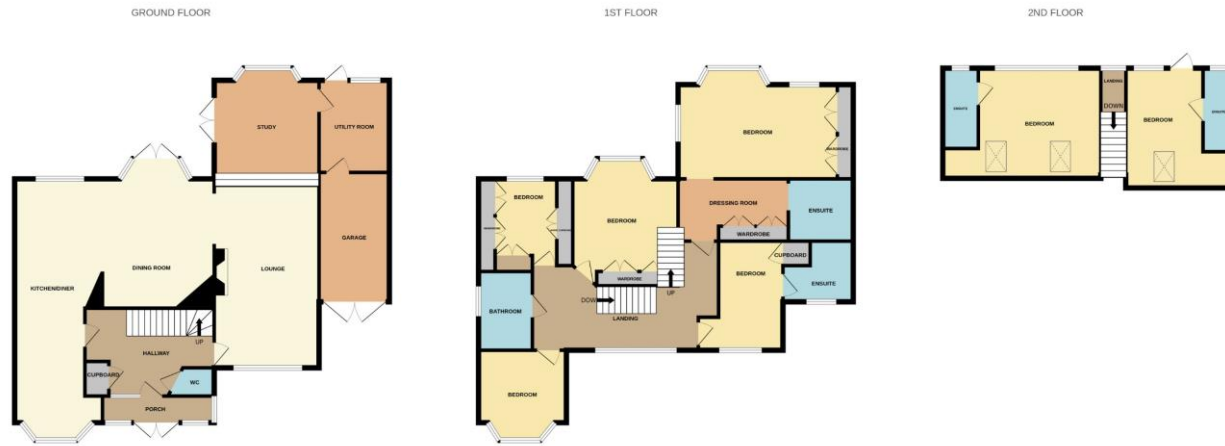 GROUND FLOOR
STUDY
UTILITY ROOM
GARAGE
DINING ROOM
LOUNGE
KITCHEN/DINER
UP
HALLWAY
CUPBOARD
WC
PORCH
1ST FLOOR
BEDROOM
WARDROBE
BEDROOM
BEDROOM
DRESSING ROOM
ENSUITE
WARDROBE
CUPBOARD
BEDROOM
ENSUITE
WARDROBE
UP
DOWN
LANDING
BATHROOM
BEDROOM
2ND FLOOR
ENSUITE
BEDROOM
LANDING
DOWN
BEDROOM
ENSUITE